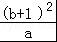 (b+1 )²
a